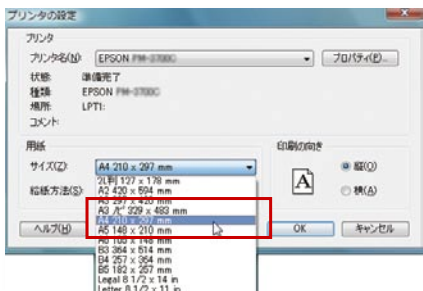 プリンタの設定
プリンタ
プリンタ名(N): EPSON PM-3700C プロパティ(P)...
状態: 準備完了
種類: EPSON PM-3700C
場所: LPT1:
コメント:
用紙
印刷の向き
サイズ(Z): A4 210 x 297 mm
2L判 127 x 178 mm
A2 420 x 594 mm
A3 297 x 420 mm
A3 ﾉﾋﾞ 329 x 483 mm
A4 210 x 297 mm
A5 148 x 210 mm
A6 105 x 148 mm
B3 364 x 514 mm
B4 257 x 364 mm
B5 182 x 257 mm
Legal 8 1/2 x 14 in
Letter 8 1/2 x 11 in
給紙方法(S):
A
縦(O)
横(A)
ヘルプ(H)
OK
キャンセル